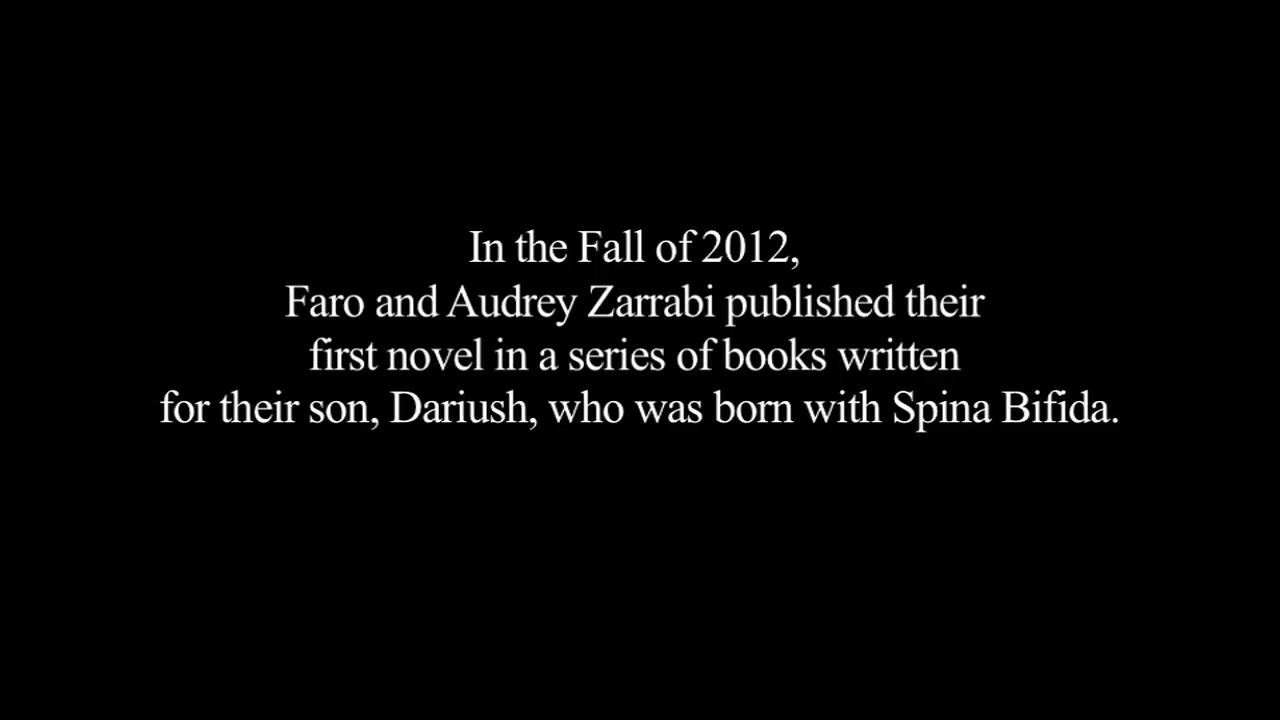 In the Fall of 2012,
Faro and Audrey Zarrabi published their
first novel in a series of books written
for their son, Dariush, who was born with Spina Bifida.